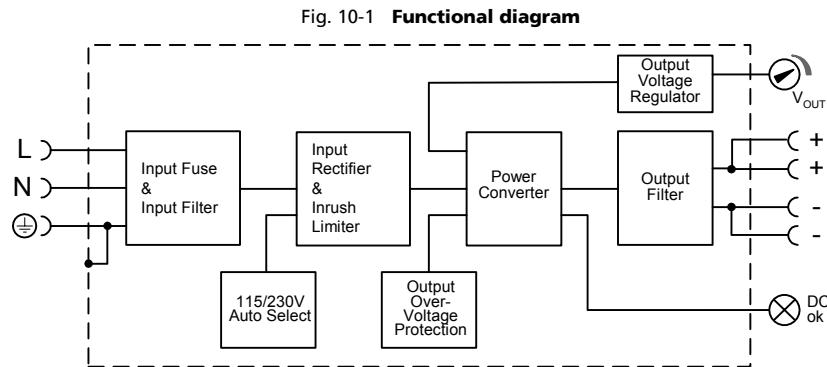 Fig. 10-1 Functional diagram
Output
Voltage
Regulator
V OUT
L
N
Input Fuse
&
Input Filter
Input
Rectifier
&
Inrush
Limiter
Power
Converter
Output
Filter
+
+
-
-
115/230V
Auto Select
Output
Over-
Voltage
Protection
DC
ok